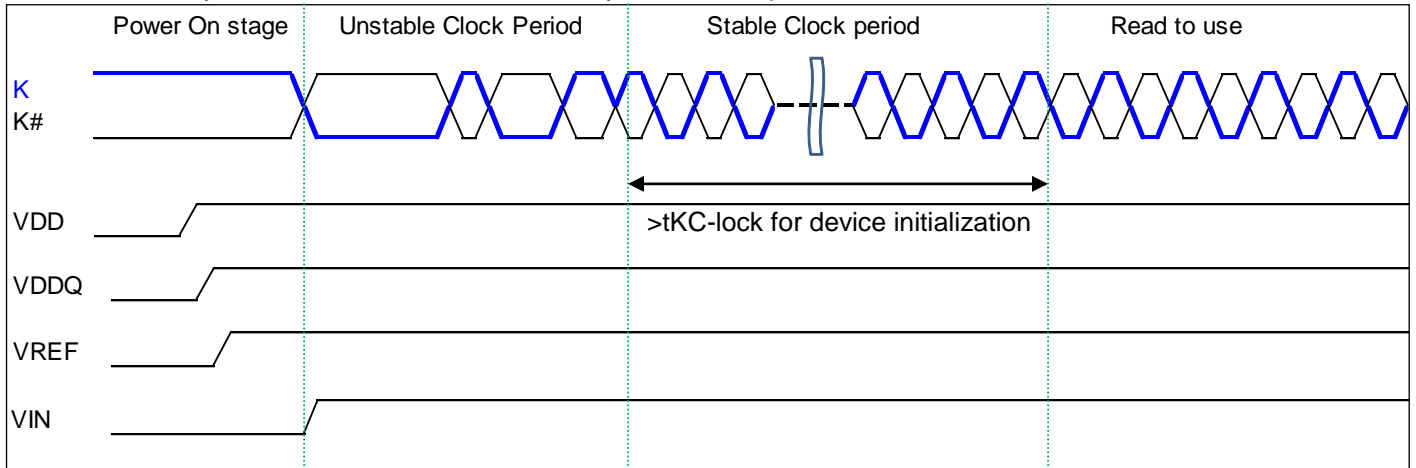 Power On stage Unstable Clock Period Stable Clock period Read to use
K
K#
>tKC-lock for device initialization
VDD
VDDQ
VREF
VIN